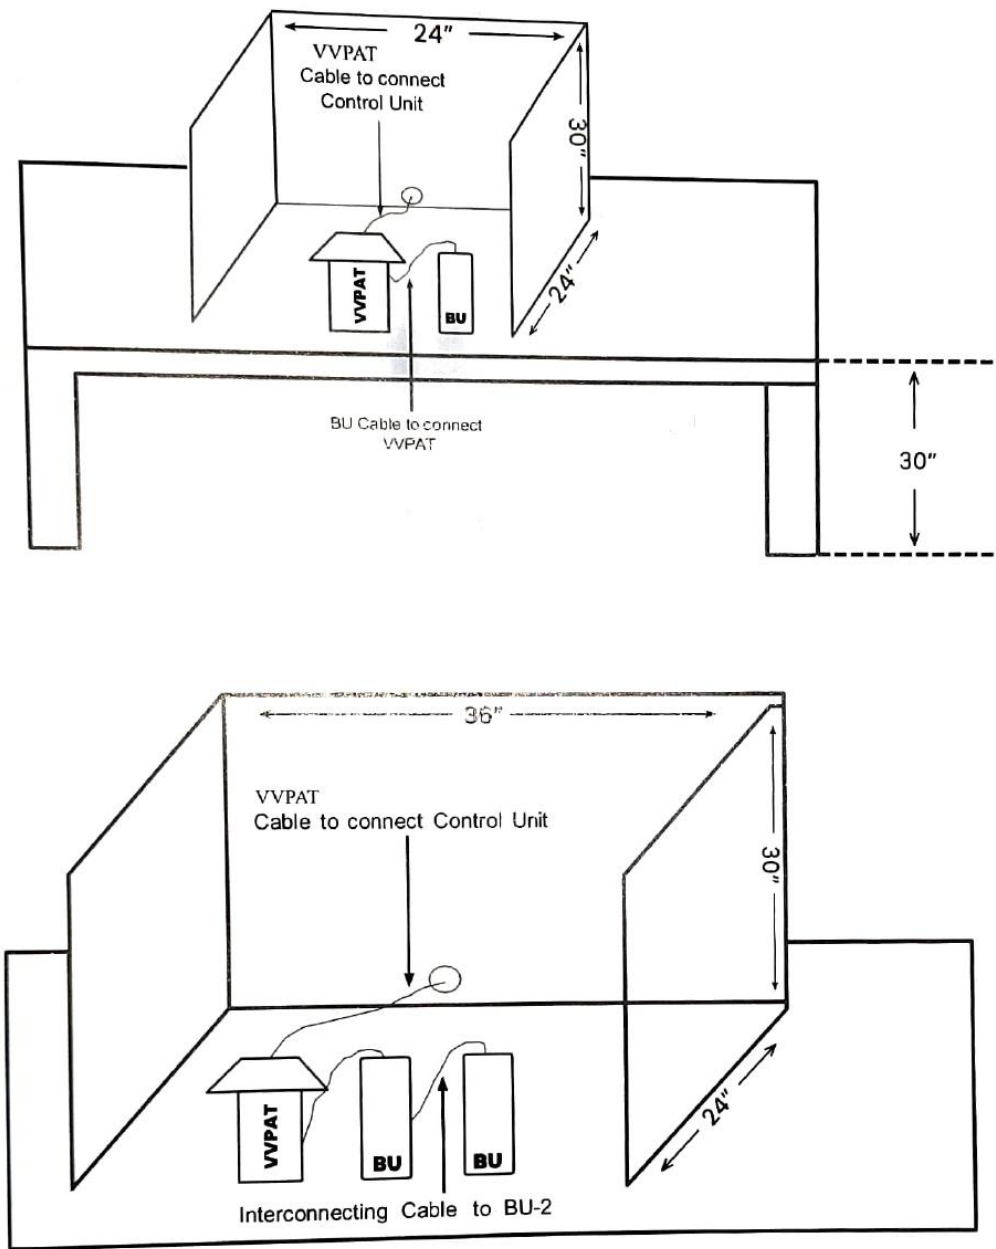 24"
VVPAT
Cable to connect
Control Unit
30"
24"
VVPAT
BU
BU Cable to connect
VVPAT
30"
36"
VVPAT
Cable to connect Control Unit
30"
24"
VVPAT
BU
BU
Interconnecting Cable to BU-2